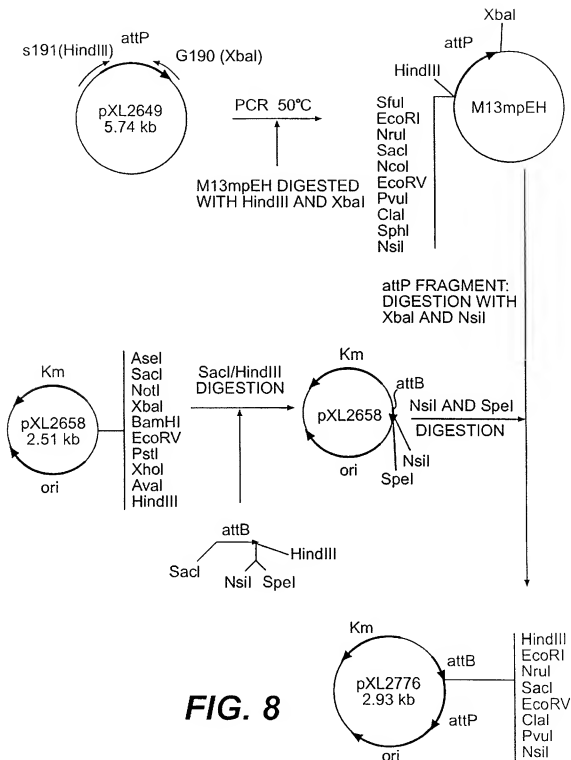 s191(HindIII)
attP
G190 (XbaI)
pXL2649
5.74 kb
PCR 50°C
M13mpEH DIGESTED
WITH HindIII AND XbaI
XbaI
attP
HindIII
M13mpEH
SfuI
EcoRI
NruI
SacI
NcoI
EcoRV
PvuI
ClaI
SphI
NsiI
attP FRAGMENT:
DIGESTION WITH
XbaI AND NsiI
Km
pXL2658
2.51 kb
ori
AseI
SacI
NotI
XbaI
BamHI
EcoRV
PstI
XhoI
AvaI
HindIII
SacI/HindIII
DIGESTION
attB
HindIII
SacI
NsiI SpeI
Km
attB
pXL2658
ori
NsiI
SpeI
NsiI AND SpeI
DIGESTION
Km
attB
pXL2776
2.93 kb
attP
ori
HindIII
EcoRI
NruI
SacI
EcoRV
ClaI
PvuI
NsiI
FIG. 8